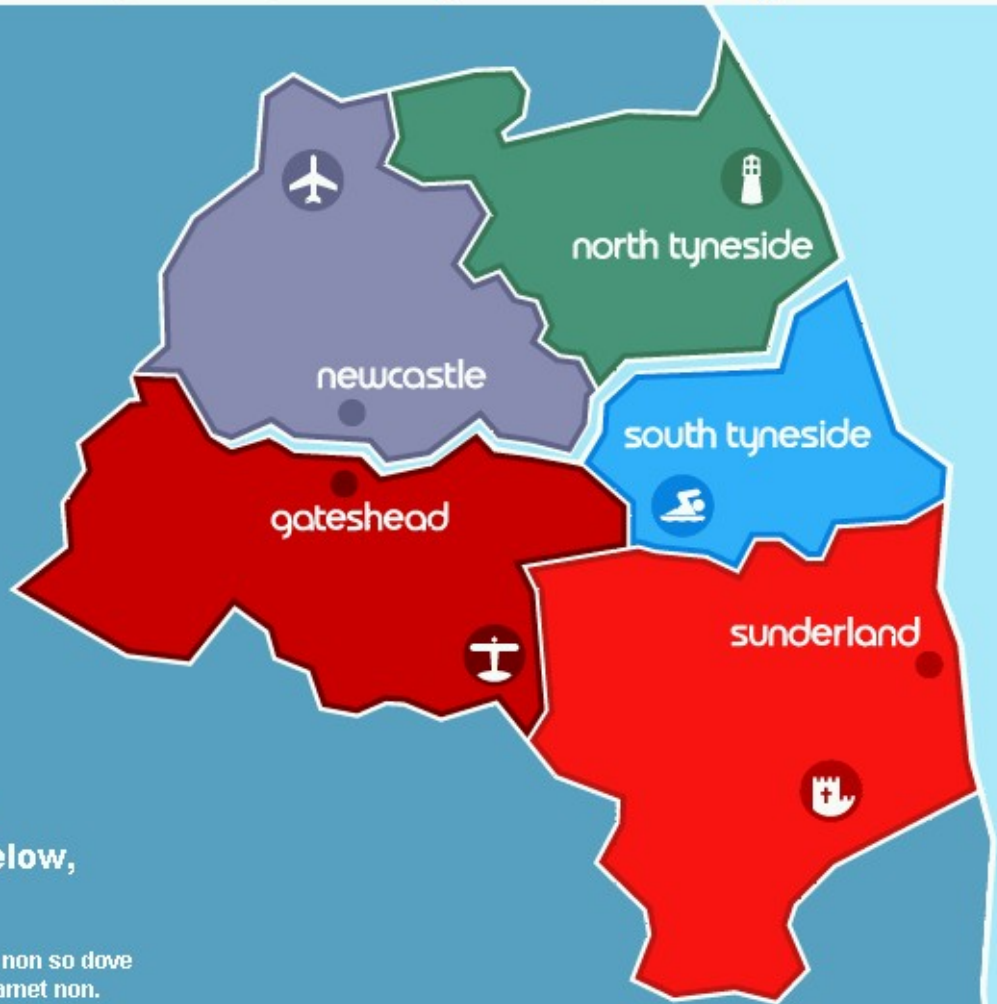 north tyneside
newcastle
south tyneside
gateshead
sunderland
elow,
non so dove
amet non.